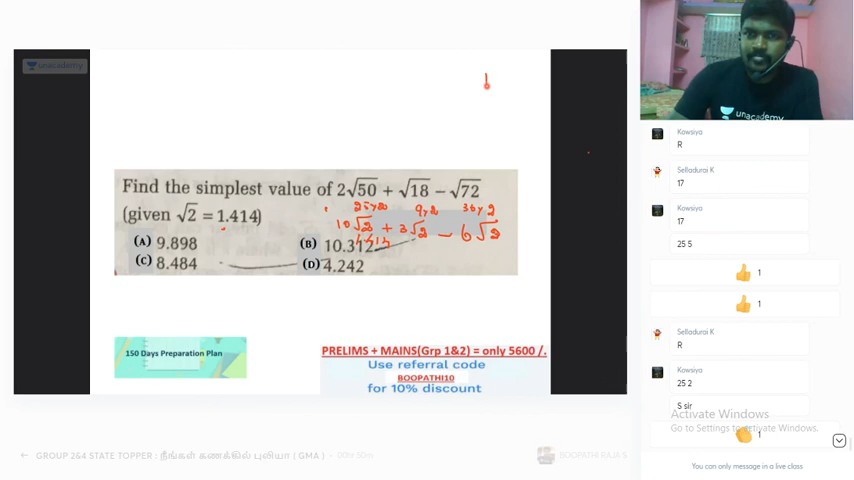 unacademy
Find the simplest value of 2√50 + √18 − √72
25×2 9×2 36×2
(given √2 = 1.414)
10√2 + 3√2 − 6√2
(A) 9.898
(B) 10.312
(C) 8.484
(D) 4.242
150 Days Preparation Plan
PRELIMS + MAINS(Grp 1&2) = only 5600 /.
Use referral code
BOOPATHI10
for 10% discount
GROUP 2&4 STATE TOPPER : நீங்கள் கணக்கில் புலியா ( GMA )
BOOPATHI RAJA S
unacademy
Kowsiya
R
Selladurai K
17
Kowsiya
17
25 5
1
1
Selladurai K
R
Kowsiya
25 2
S sir
1
Activate Windows
Go to Settings to activate Windows.
You can only message in a live class